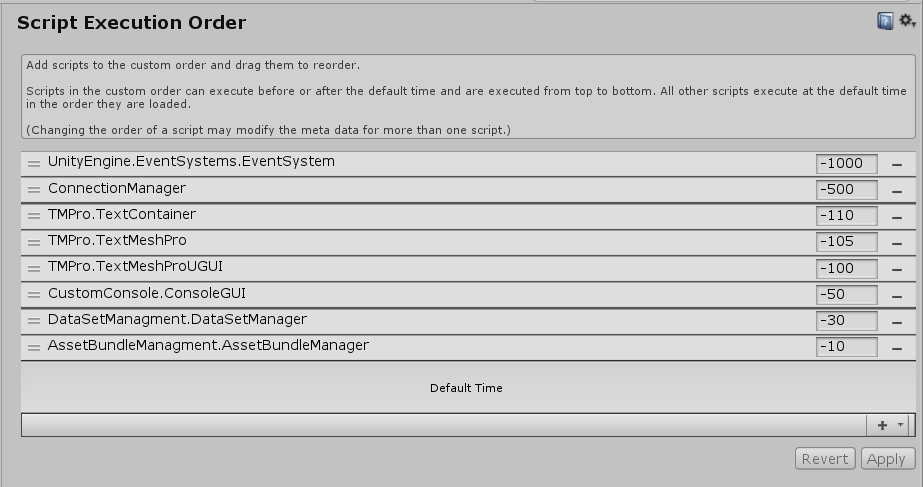 Script Execution Order
Add scripts to the custom order and drag them to reorder.
Scripts in the custom order can execute before or after the default time and are executed from top to bottom. All other scripts execute at the default time
in the order they are loaded.
(Changing the order of a script may modify the meta data for more than one script.)
UnityEngine.EventSystems.EventSystem -1000
ConnectionManager -500
TMPro.TextContainer -110
TMPro.TextMeshPro -105
TMPro.TextMeshProUGUI -100
CustomConsole.ConsoleGUI -50
DataSetManagment.DataSetManager -30
AssetBundleManagment.AssetBundleManager -10
Default Time
Revert Apply